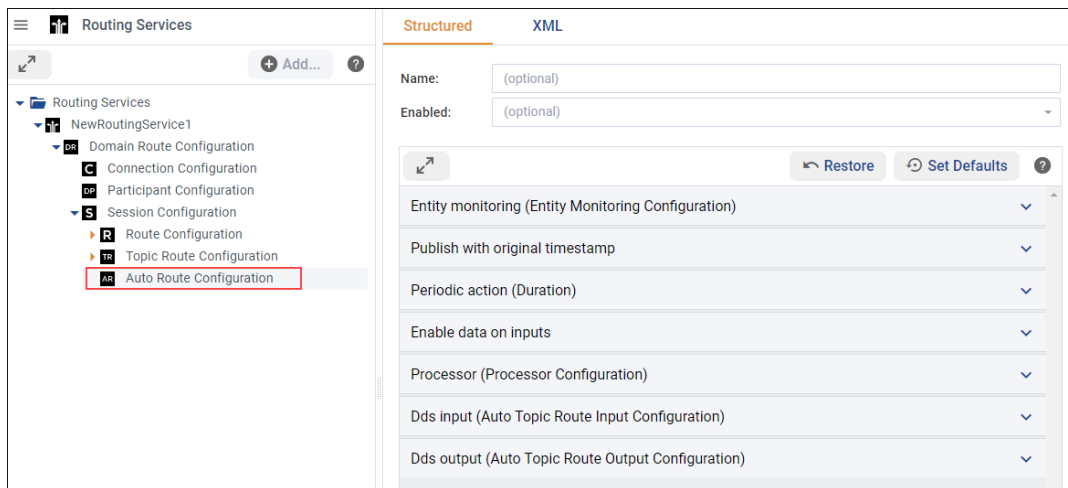 Routing Services
Add...
Routing Services
NewRoutingService1
DR Domain Route Configuration
C Connection Configuration
DP Participant Configuration
S Session Configuration
R Route Configuration
TR Topic Route Configuration
AR Auto Route Configuration
Structured XML
Name: (optional)
Enabled: (optional)
Restore Set Defaults
Entity monitoring (Entity Monitoring Configuration)
Publish with original timestamp
Periodic action (Duration)
Enable data on inputs
Processor (Processor Configuration)
Dds input (Auto Topic Route Input Configuration)
Dds output (Auto Topic Route Output Configuration)